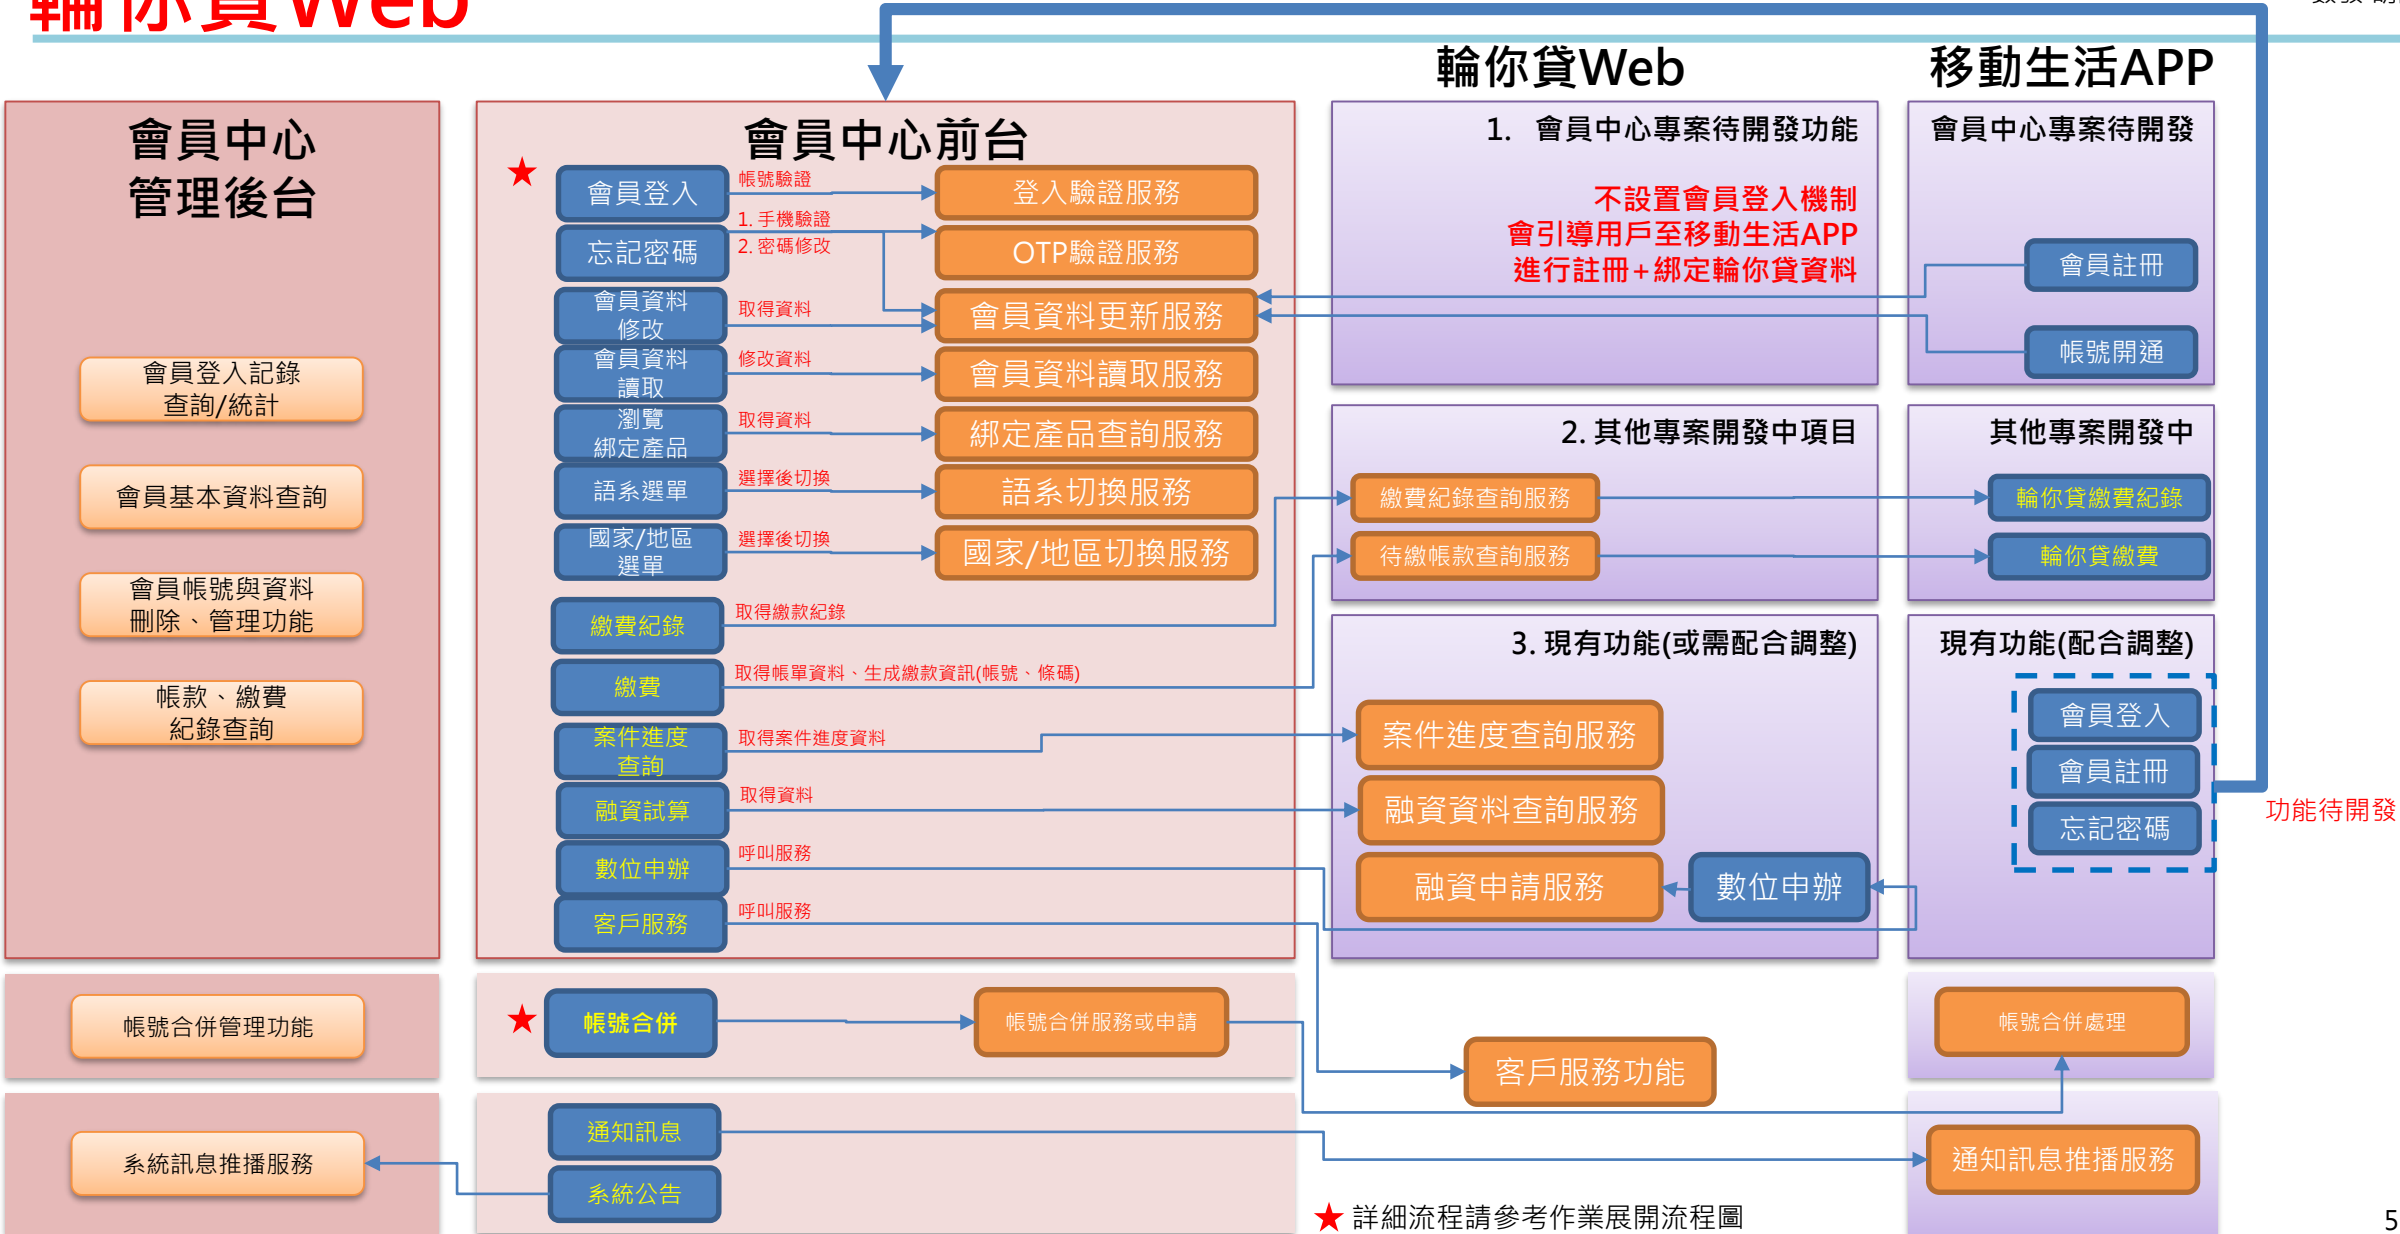 輪你貸Web
輪你貸Web
移動生活APP
會員中心
管理後台
會員登入記錄
查詢/統計
會員基本資料查詢
會員帳號與資料
刪除、管理功能
帳款、繳費
紀錄查詢
帳號合併管理功能
系統訊息推播服務
會員中心前台
會員登入
帳號驗證
登入驗證服務
忘記密碼
1. 手機驗證
2. 密碼修改
OTP驗證服務
會員資料
修改
取得資料
會員資料更新服務
會員資料
讀取
修改資料
會員資料讀取服務
瀏覽
綁定產品
取得資料
綁定產品查詢服務
語系選單
選擇後切換
語系切換服務
國家/地區
選單
選擇後切換
國家/地區切換服務
繳費紀錄
取得繳款紀錄
繳費
取得帳單資料、生成繳款資訊(帳號、條碼)
案件進度
查詢
取得案件進度資料
融資試算
取得資料
數位申辦
呼叫服務
客戶服務
呼叫服務
帳號合併
帳號合併服務或申請
通知訊息
系統公告
1. 會員中心專案待開發功能
不設置會員登入機制
會引導用戶至移動生活APP
進行註冊+綁定輪你貸資料
2. 其他專案開發中項目
繳費紀錄查詢服務
待繳帳款查詢服務
3. 現有功能(或需配合調整)
案件進度查詢服務
融資資料查詢服務
融資申請服務
數位申辦
客戶服務功能
會員中心專案待開發
會員註冊
帳號開通
其他專案開發中
輪你貸繳費紀錄
輪你貸繳費
現有功能(配合調整)
會員登入
會員註冊
忘記密碼
功能待開發
帳號合併處理
通知訊息推播服務
★ 詳細流程請參考作業展開流程圖
5